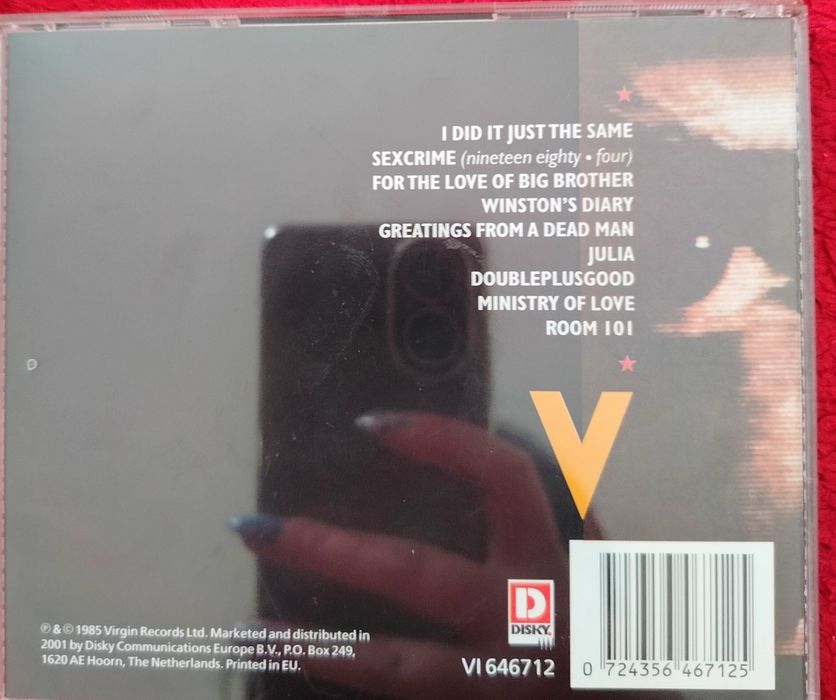 I DID IT JUST THE SAME
SEXCRIME (nineteen eighty • four)
FOR THE LOVE OF BIG BROTHER
WINSTON'S DIARY
GREATINGS FROM A DEAD MAN
JULIA
DOUBLEPLUSGOOD
MINISTRY OF LOVE
ROOM 101
V
℗ & © 1985 Virgin Records Ltd. Marketed and distributed in
2001 by Disky Communications Europe B.V., P.O. Box 249,
1620 AE Hoorn, The Netherlands. Printed in EU.
D
DISKY
VI 646712
0 724356 467125